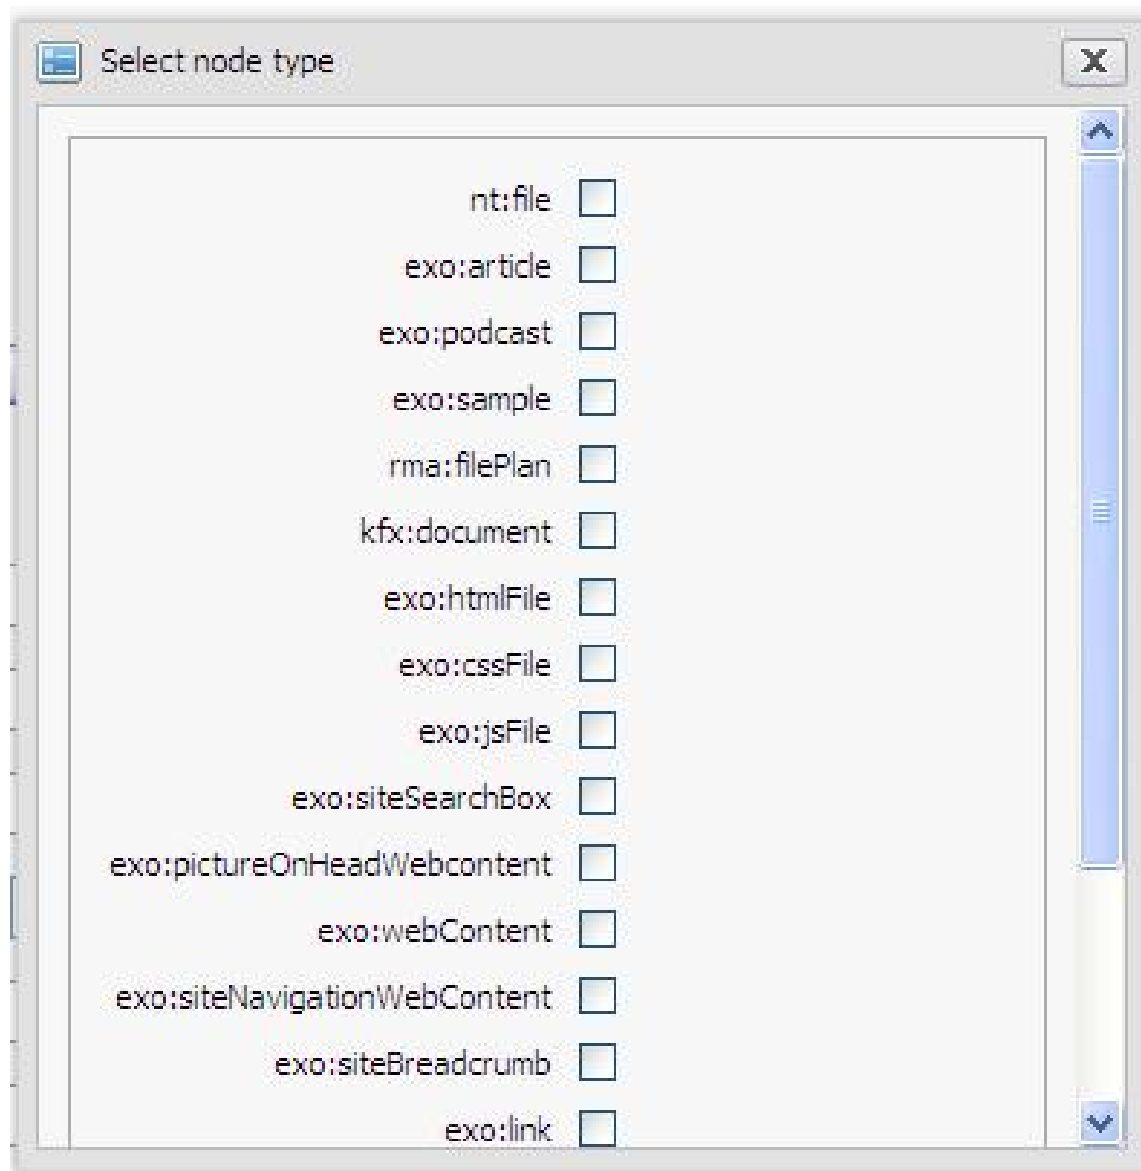 Select node type
nt:file
exo:article
exo:podcast
exo:sample
rma:filePlan
kfx:document
exo:htmlFile
exo:cssFile
exo:jsFile
exo:siteSearchBox
exo:pictureOnHeadWebcontent
exo:webContent
exo:siteNavigationWebContent
exo:siteBreadcrumb
exo:link